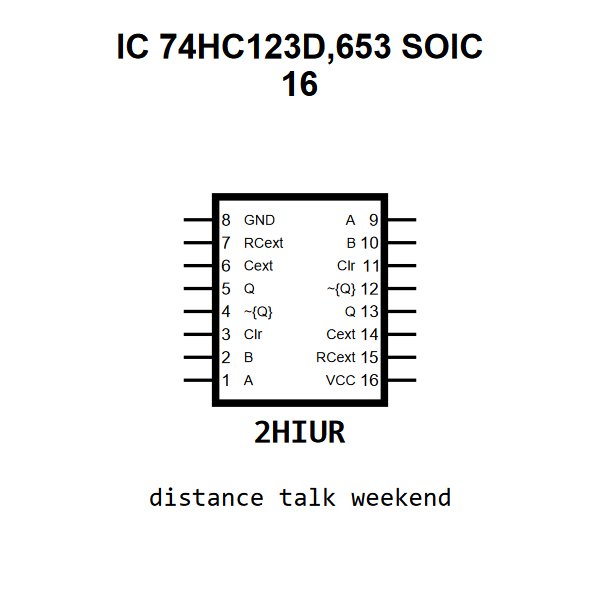 IC 74HC123D,653 SOIC
16
8 GND A 9
7 RCext B 10
6 Cext Clr 11
5 Q ~{Q} 12
4 ~{Q} Q 13
3 Clr Cext 14
2 B RCext 15
1 A VCC 16
2HIUR
distance talk weekend